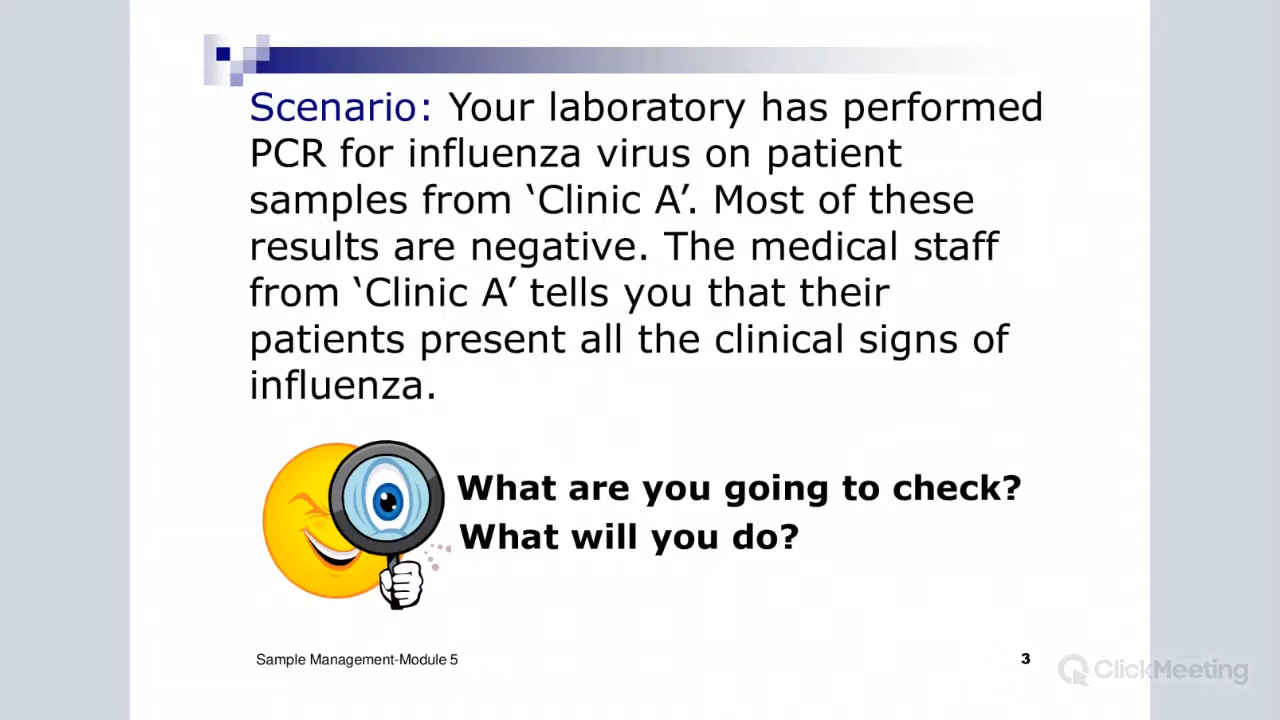 Scenario: Your laboratory has performed
PCR for influenza virus on patient
samples from ‘Clinic A’. Most of these
results are negative. The medical staff
from ‘Clinic A’ tells you that their
patients present all the clinical signs of
influenza.
What are you going to check?
What will you do?
Sample Management-Module 5
3
ClickMeeting